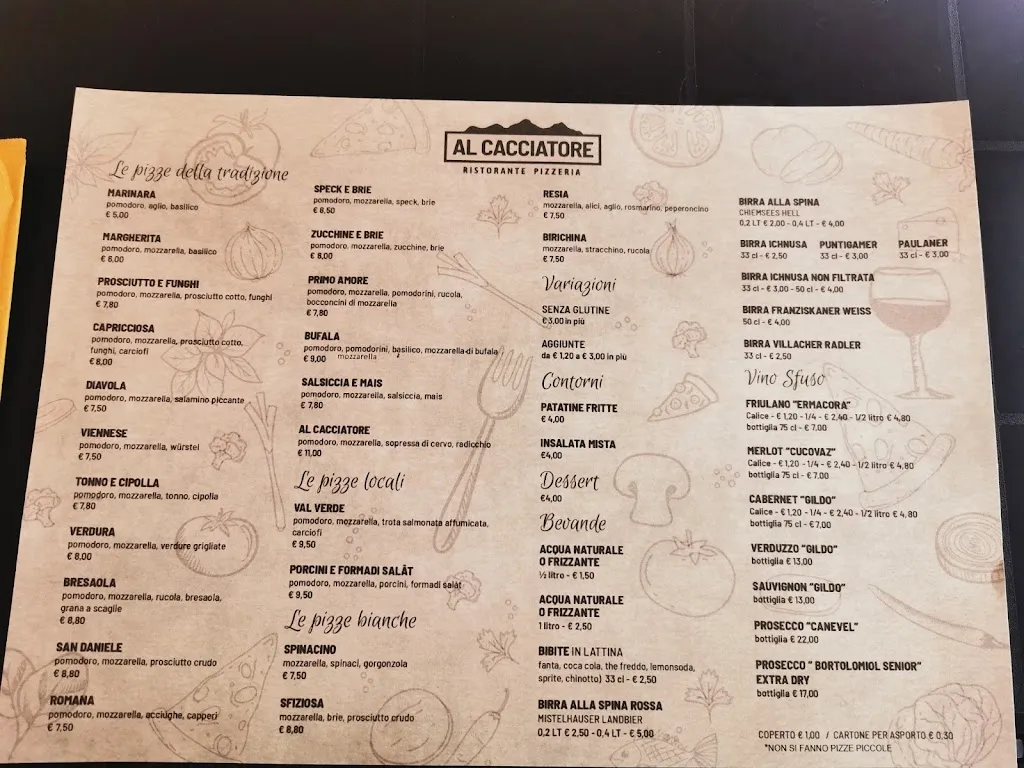 AL CACCIATORE
RISTORANTE PIZZERIA
Le pizze della tradizione
MARINARA
pomodoro, aglio, basilico
€ 5,00
MARGHERITA
pomodoro, mozzarella, basilico
€ 6,00
PROSCIUTTO E FUNGHI
pomodoro, mozzarella, prosciutto cotto, funghi
€ 7,80
CAPRICCIOSA
pomodoro, mozzarella, prosciutto cotto,
funghi, carciofi
€ 8,00
DIAVOLA
pomodoro, mozzarella, salamino piccante
€ 7,50
VIENNESE
pomodoro, mozzarella, würstel
€ 7,50
TONNO E CIPOLLA
pomodoro, mozzarella, tonno, cipolla
€ 7,80
VERDURA
pomodoro, mozzarella, verdure grigliate
€ 8,00
BRESAOLA
pomodoro, mozzarella, rucola, bresaola,
grana a scaglie
€ 8,80
SAN DANIELE
pomodoro, mozzarella, prosciutto crudo
€ 8,80
ROMANA
pomodoro, mozzarella, acciughe, capperi
€ 7,50
SPECK E BRIE
pomodoro, mozzarella, speck, brie
€ 8,50
ZUCCHINE E BRIE
pomodoro, mozzarella, zucchine, brie
€ 8,00
PRIMO AMORE
pomodoro, mozzarella, pomodorini, rucola,
bocconcini di mozzarella
€ 7,80
BUFALA
pomodoro, pomodorini, basilico, mozzarella di bufala
€ 9,00 mozzarella
SALSICCIA E MAIS
pomodoro, mozzarella, salsiccia, mais
€ 7,80
AL CACCIATORE
pomodoro, mozzarella, sopressa di cervo, radicchio
€ 11,00
Le pizze locali
VAL VERDE
pomodoro, mozzarella, trota salmonata affumicata,
carciofi
€ 9,50
PORCINI E FORMADI SALÂT
pomodoro, mozzarella, porcini, formadi salât
€ 9,50
Le pizze bianche
SPINACINO
mozzarella, spinaci, gorgonzola
€ 7,50
SFIZIOSA
mozzarella, brie, prosciutto crudo
€ 8,80
RESIA
mozzarella, alici, aglio, rosmarino, peperoncino
€ 7,50
BIRICHINA
mozzarella, stracchino, rucola
€ 7,50
Variazioni
SENZA GLUTINE
€ 3,00 in più
AGGIUNTE
da € 1,20 a € 3,00 in più
Contorni
PATATINE FRITTE
€ 4,00
INSALATA MISTA
€4,00
Dessert
€4,00
Bevande
ACQUA NATURALE
O FRIZZANTE
½ litro - € 1,50
ACQUA NATURALE
O FRIZZANTE
1 litro - € 2,50
BIBITE IN LATTINA
fanta, coca cola, the freddo, lemonsoda,
sprite, chinotto) 33 cl - € 2,50
BIRRA ALLA SPINA ROSSA
MISTELHAUSER LANDBIER
0,2 LT € 2,50 - 0,4 LT - € 5,00
BIRRA ALLA SPINA
CHIEMSEES HELL
0,2 LT € 2,00 - 0,4 LT - € 4,00
BIRRA ICHNUSA PUNTIGAMER PAULANER
33 cl - € 2,50 33 cl - € 3,00 33 cl - € 3,00
BIRRA ICHNUSA NON FILTRATA
33 cl - € 3,00 - 50 cl - € 4,00
BIRRA FRANZISKANER WEISS
50 cl - € 4,00
BIRRA VILLACHER RADLER
33 cl - € 2,50
Vino Sfuso
FRIULANO "ERMACORA"
Calice - € 1,20 - 1/4 - € 2,40 - 1/2 litro € 4,80
bottiglia 75 cl - € 7.00
MERLOT "CUCOVAZ"
Calice - € 1,20 - 1/4 - € 2,40 - 1/2 litro € 4,80
bottiglia 75 cl - € 7.00
CABERNET "GILDO"
Calice - € 1,20 - 1/4 - € 2,40 - 1/2 litro € 4,80
bottiglia 75 cl - € 7,00
VERDUZZO "GILDO"
bottiglia € 13,00
SAUVIGNON "GILDO"
bottiglia € 13,00
PROSECCO "CANEVEL"
bottiglia € 22,00
PROSECCO " BORTOLOMIOL SENIOR"
EXTRA DRY
bottiglia € 17,00
COPERTO € 1,00 / CARTONE PER ASPORTO € 0,30
*NON SI FANNO PIZZE PICCOLE